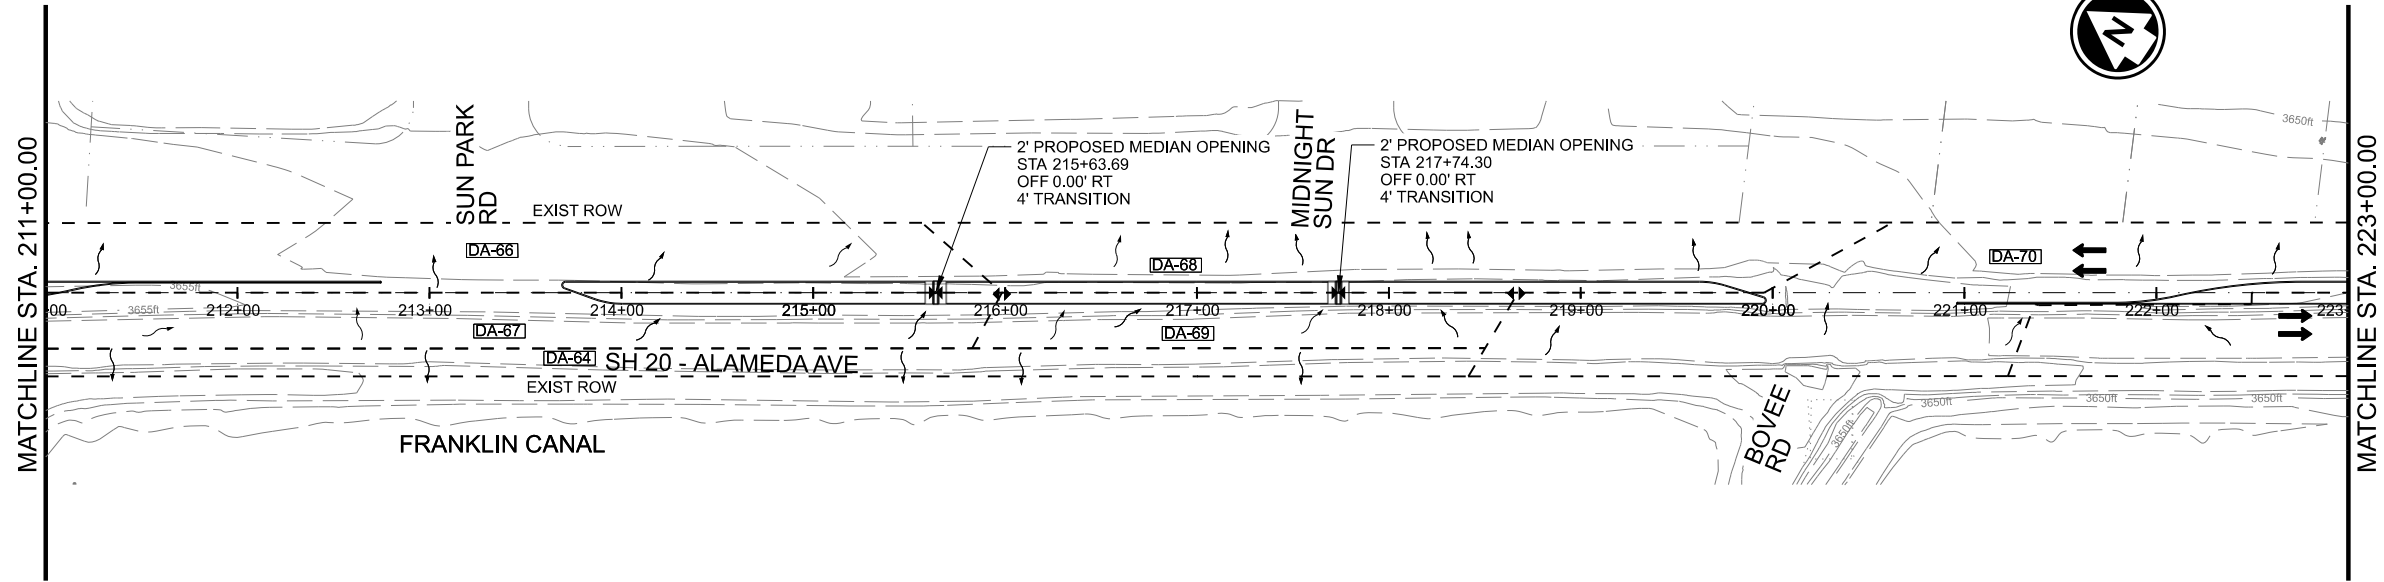 N
MATCHLINE STA. 211+00.00
SUN PARK
RD
EXIST ROW
2' PROPOSED MEDIAN OPENING
STA 215+63.69
OFF 0.00' RT
4' TRANSITION
MIDNIGHT
SUN DR
2' PROPOSED MEDIAN OPENING
STA 217+74.30
OFF 0.00' RT
4' TRANSITION
3650ft
MATCHLINE STA. 223+00.00
DA-66
DA-68
DA-70
3655ft
3655ft
00 212+00 213+00 214+00 215+00 216+00 217+00 218+00 219+00 220+00 221+00 222+00 223
DA-67
DA-69
DA-64
SH 20 - ALAMEDA AVE
EXIST ROW
FRANKLIN CANAL
BOVEE
RD
3650ft
3650ft
3650ft
3650ft